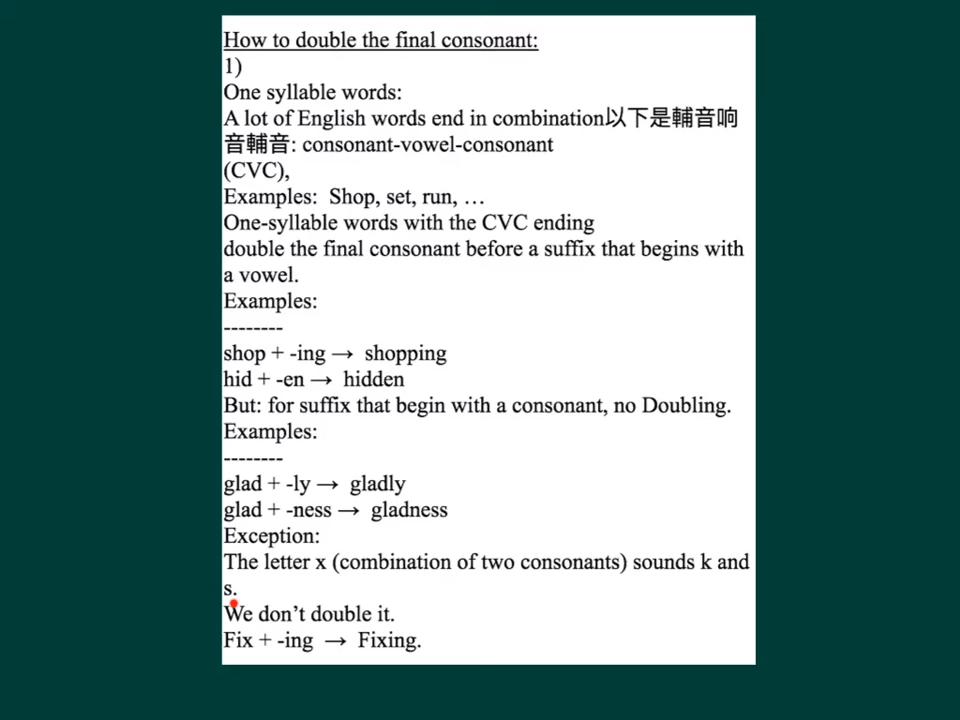 How to double the final consonant:
1)
One syllable words:
A lot of English words end in combination以下是輔音响
音輔音: consonant-vowel-consonant
(CVC),
Examples:  Shop, set, run, …
One-syllable words with the CVC ending
double the final consonant before a suffix that begins with
a vowel.
Examples:
--------
shop + -ing →  shopping
hid + -en →  hidden
But: for suffix that begin with a consonant, no Doubling.
Examples:
--------
glad + -ly →  gladly
glad + -ness →  gladness
Exception:
The letter x (combination of two consonants) sounds k and
s.
We don’t double it.
Fix + -ing  →  Fixing.